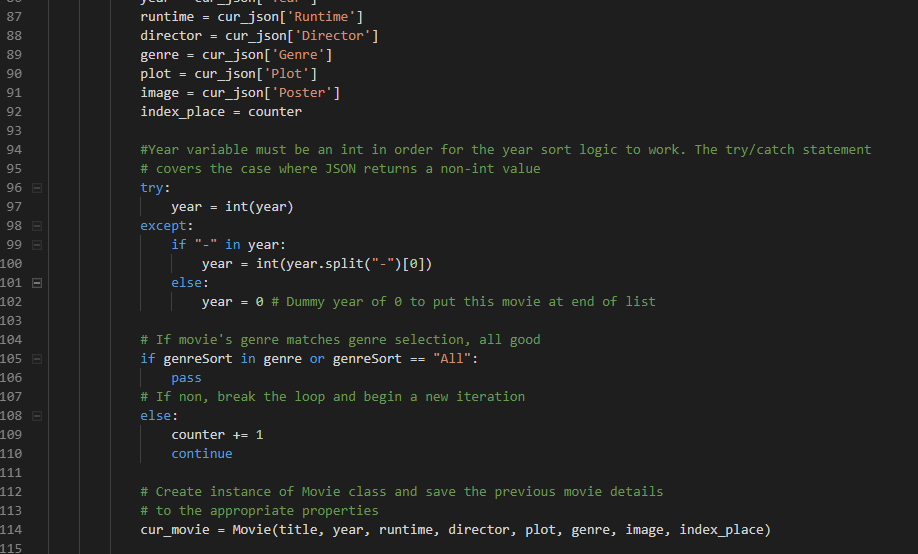 87 runtime = cur_json['Runtime']
88 director = cur_json['Director']
89 genre = cur_json['Genre']
90 plot = cur_json['Plot']
91 image = cur_json['Poster']
92 index_place = counter
93
94 #Year variable must be an int in order for the year sort logic to work. The try/catch statement
95 # covers the case where JSON returns a non-int value
96 try:
97 year = int(year)
98 except:
99 if "-" in year:
100 year = int(year.split("-")[0])
101 else:
102 year = 0 # Dummy year of 0 to put this movie at end of list
103
104 # If movie's genre matches genre selection, all good
105 if genreSort in genre or genreSort == "All":
106 pass
107 # If non, break the loop and begin a new iteration
108 else:
109 counter += 1
110 continue
111
112 # Create instance of Movie class and save the previous movie details
113 # to the appropriate properties
114 cur_movie = Movie(title, year, runtime, director, plot, genre, image, index_place)
115